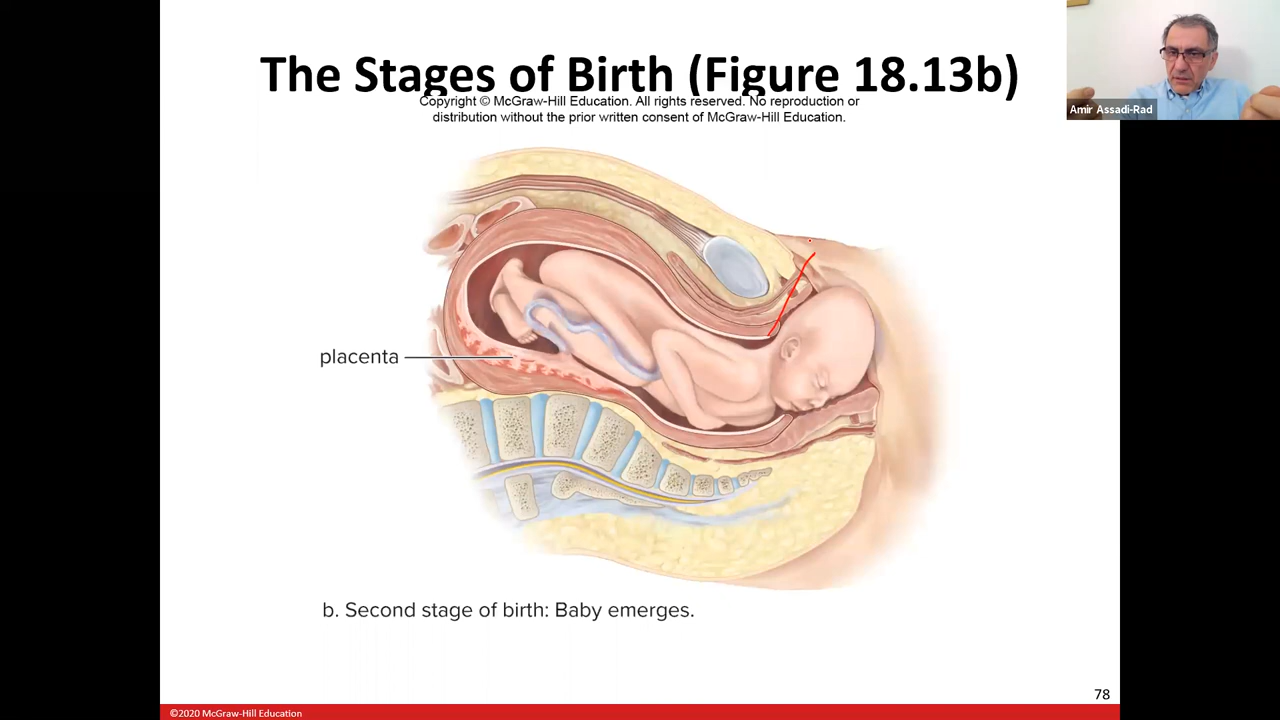 The Stages of Birth (Figure 18.13b)
Copyright © McGraw-Hill Education. All rights reserved. No reproduction or
distribution without the prior written consent of McGraw-Hill Education.
Amir Assadi-Rad
placenta
b. Second stage of birth: Baby emerges.
78
©2020 McGraw-Hill Education